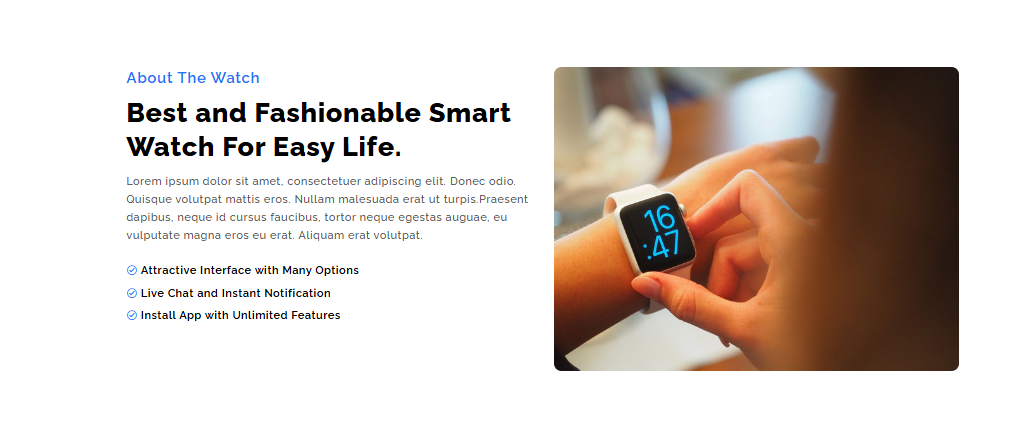 About The Watch
Best and Fashionable Smart
Watch For Easy Life.
Lorem ipsum dolor sit amet, consectetuer adipiscing elit. Donec odio.
Quisque volutpat mattis eros. Nullam malesuada erat ut turpis.Praesent
dapibus, neque id cursus faucibus, tortor neque egestas auguae, eu
vulputate magna eros eu erat. Aliquam erat volutpat.
Attractive Interface with Many Options
Live Chat and Instant Notification
Install App with Unlimited Features
16
:47